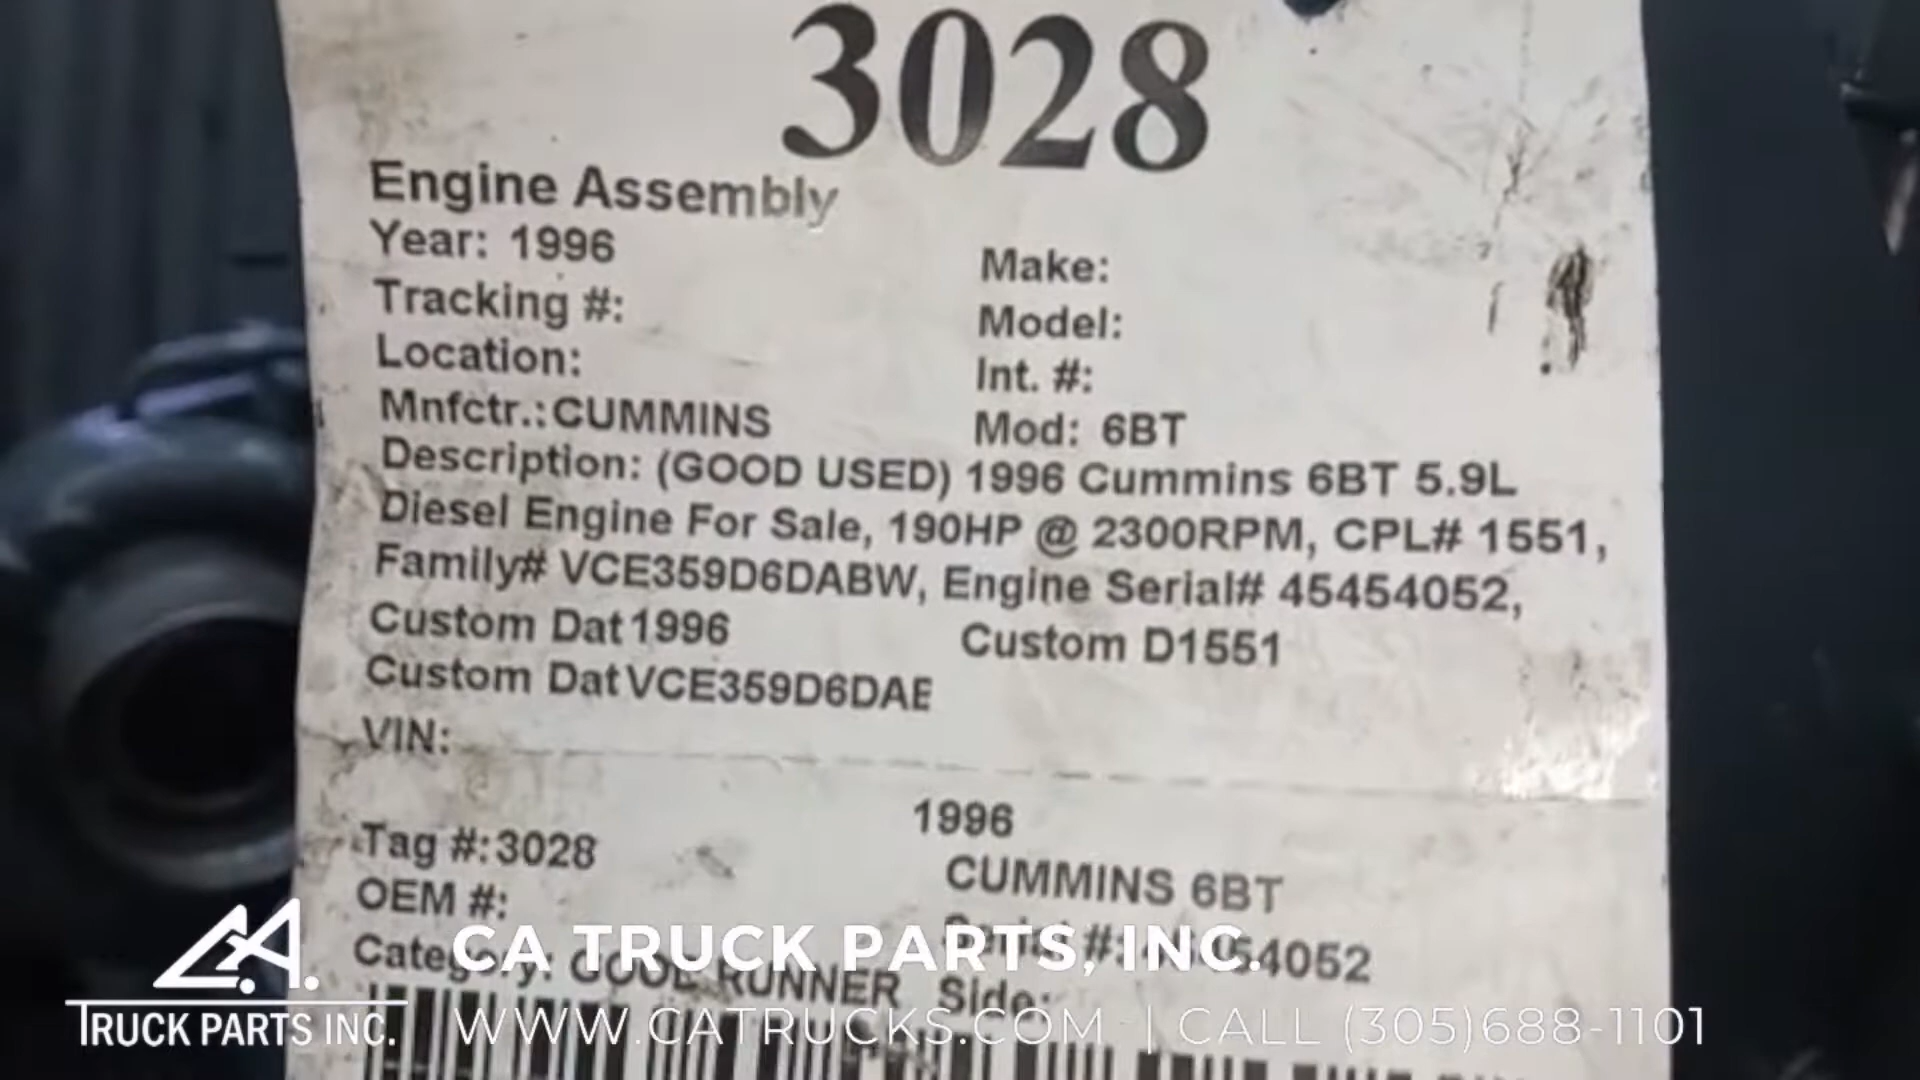 3028
Engine Assembly
Year: 1996
Make:
Tracking #:
Model:
Location:
Int. #:
Mnfctr.:CUMMINS
Mod: 6BT
Description: (GOOD USED) 1996 Cummins 6BT 5.9L
Diesel Engine For Sale, 190HP @ 2300RPM, CPL# 1551,
Family# VCE359D6DABW, Engine Serial# 45454052,
Custom Dat 1996
Custom D1551
Custom Dat VCE359D6DAE
VIN:
1996
Tag #:3028
CUMMINS 6BT
OEM #:
Serial #: 45454052
Category: GOOD RUNNER
Side:
C.A.
TRUCK PARTS INC.
CA TRUCK PARTS, INC.
WWW.CATRUCKS.COM | CALL (305)688-1101